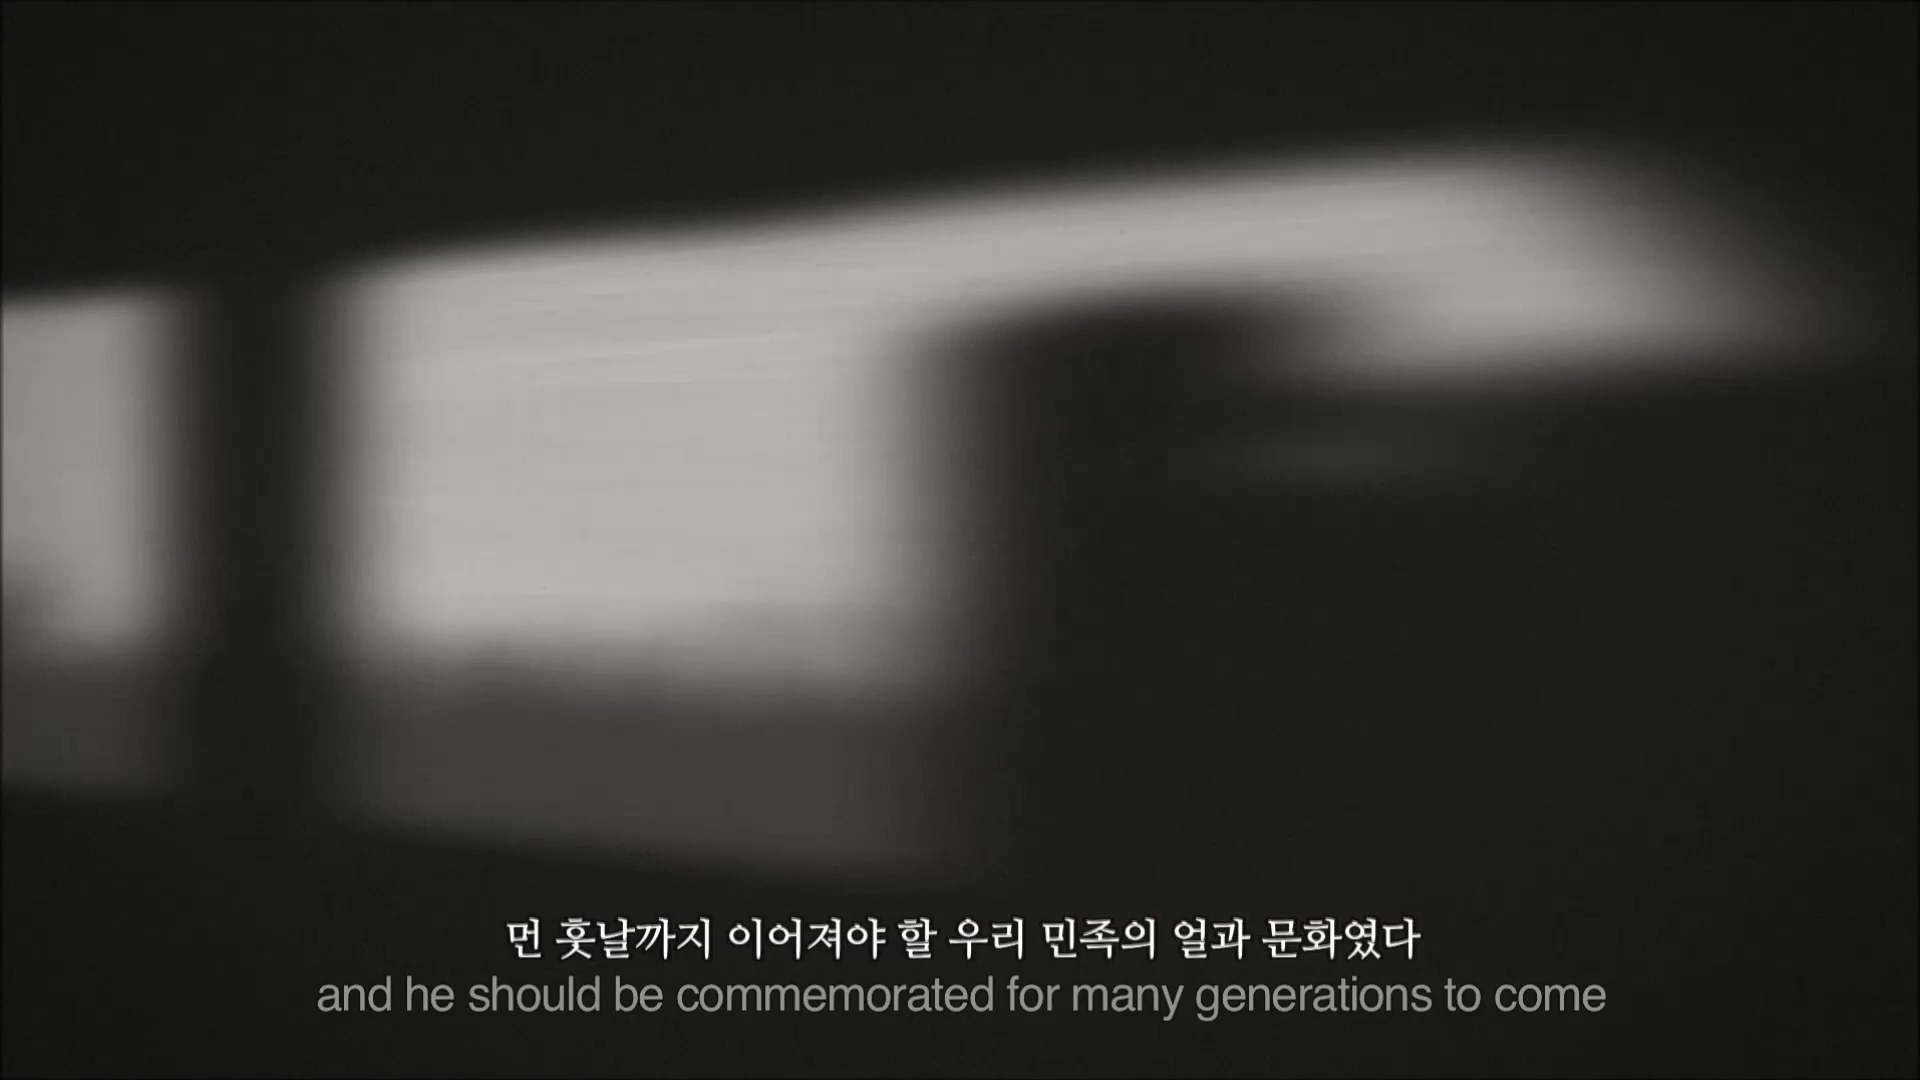 먼 훗날까지 이어져야 할 우리 민족의 얼과 문화였다
and he should be commemorated for many generations to come